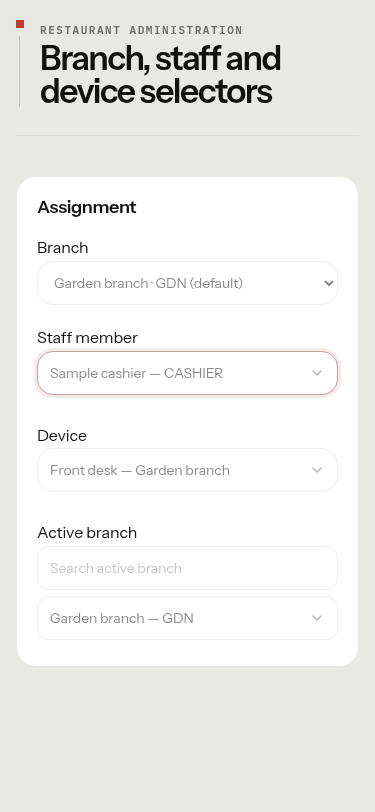 RESTAURANT ADMINISTRATION
Branch, staff and
device selectors
Assignment
Branch
Garden branch · GDN (default)
Staff member
Sample cashier — CASHIER
Device
Front desk — Garden branch
Active branch
Search active branch
Garden branch — GDN